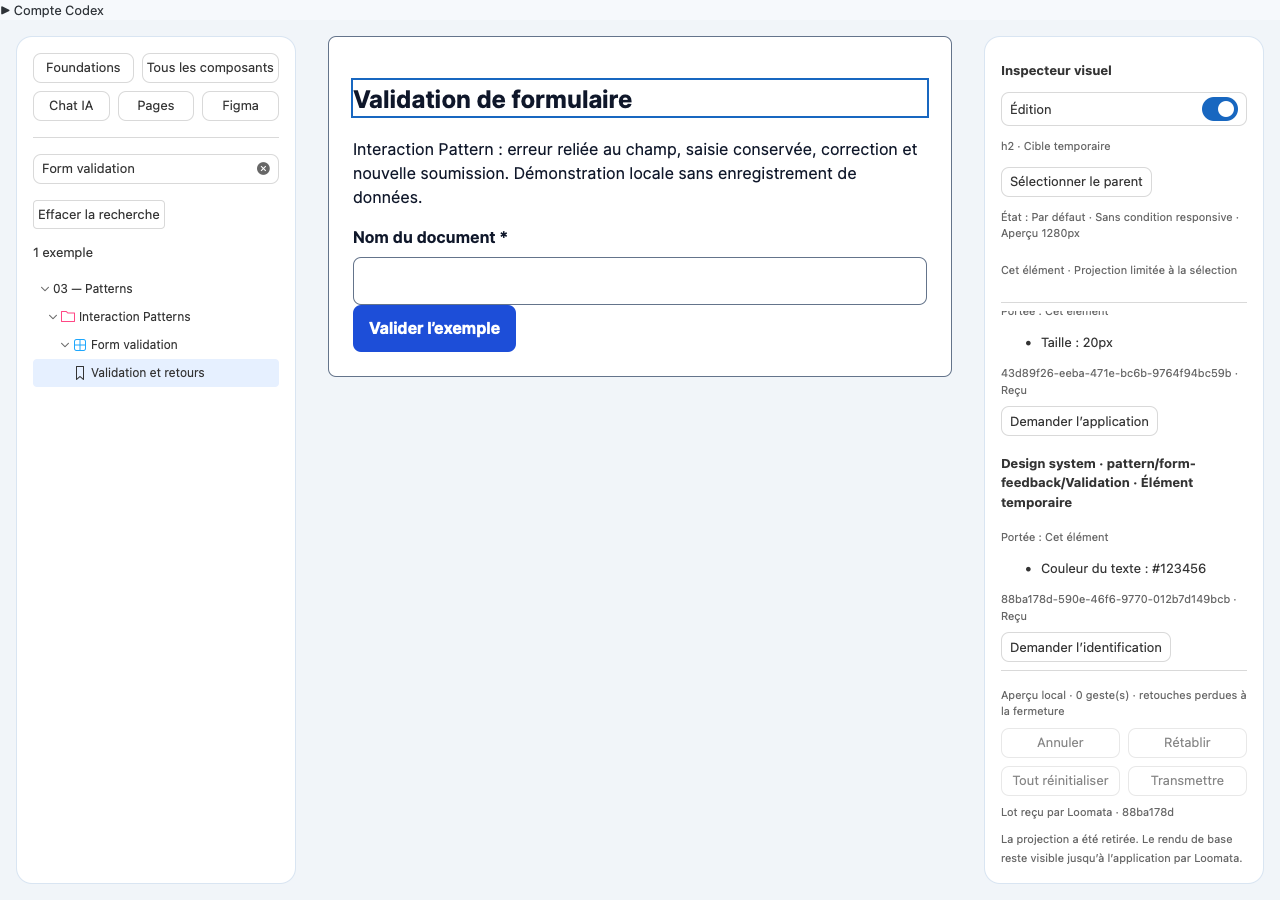 Compte Codex
Foundations
Tous les composants
Chat IA
Pages
Figma
Form validation
Effacer la recherche
1 exemple
03 — Patterns
Interaction Patterns
Form validation
Validation et retours
Validation de formulaire
Interaction Pattern : erreur reliée au champ, saisie conservée, correction et
nouvelle soumission. Démonstration locale sans enregistrement de
données.
Nom du document *
Valider l’exemple
Inspecteur visuel
Édition
h2 · Cible temporaire
Sélectionner le parent
État : Par défaut · Sans condition responsive ·
Aperçu 1280px
Cet élément · Projection limitée à la sélection
Portée : Cet élément
• Taille : 20px
43d89f26-eeba-471e-bc6b-9764f94bc59b ·
Reçu
Demander l’application
Design system · pattern/form-
feedback/Validation · Élément
temporaire
Portée : Cet élément
• Couleur du texte : #123456
88ba178d-590e-46f6-9770-012b7d149bcb ·
Reçu
Demander l’identification
Aperçu local · 0 geste(s) · retouches perdues à
la fermeture
Annuler
Rétablir
Tout réinitialiser
Transmettre
Lot reçu par Loomata · 88ba178d
La projection a été retirée. Le rendu de base
reste visible jusqu’à l’application par Loomata.